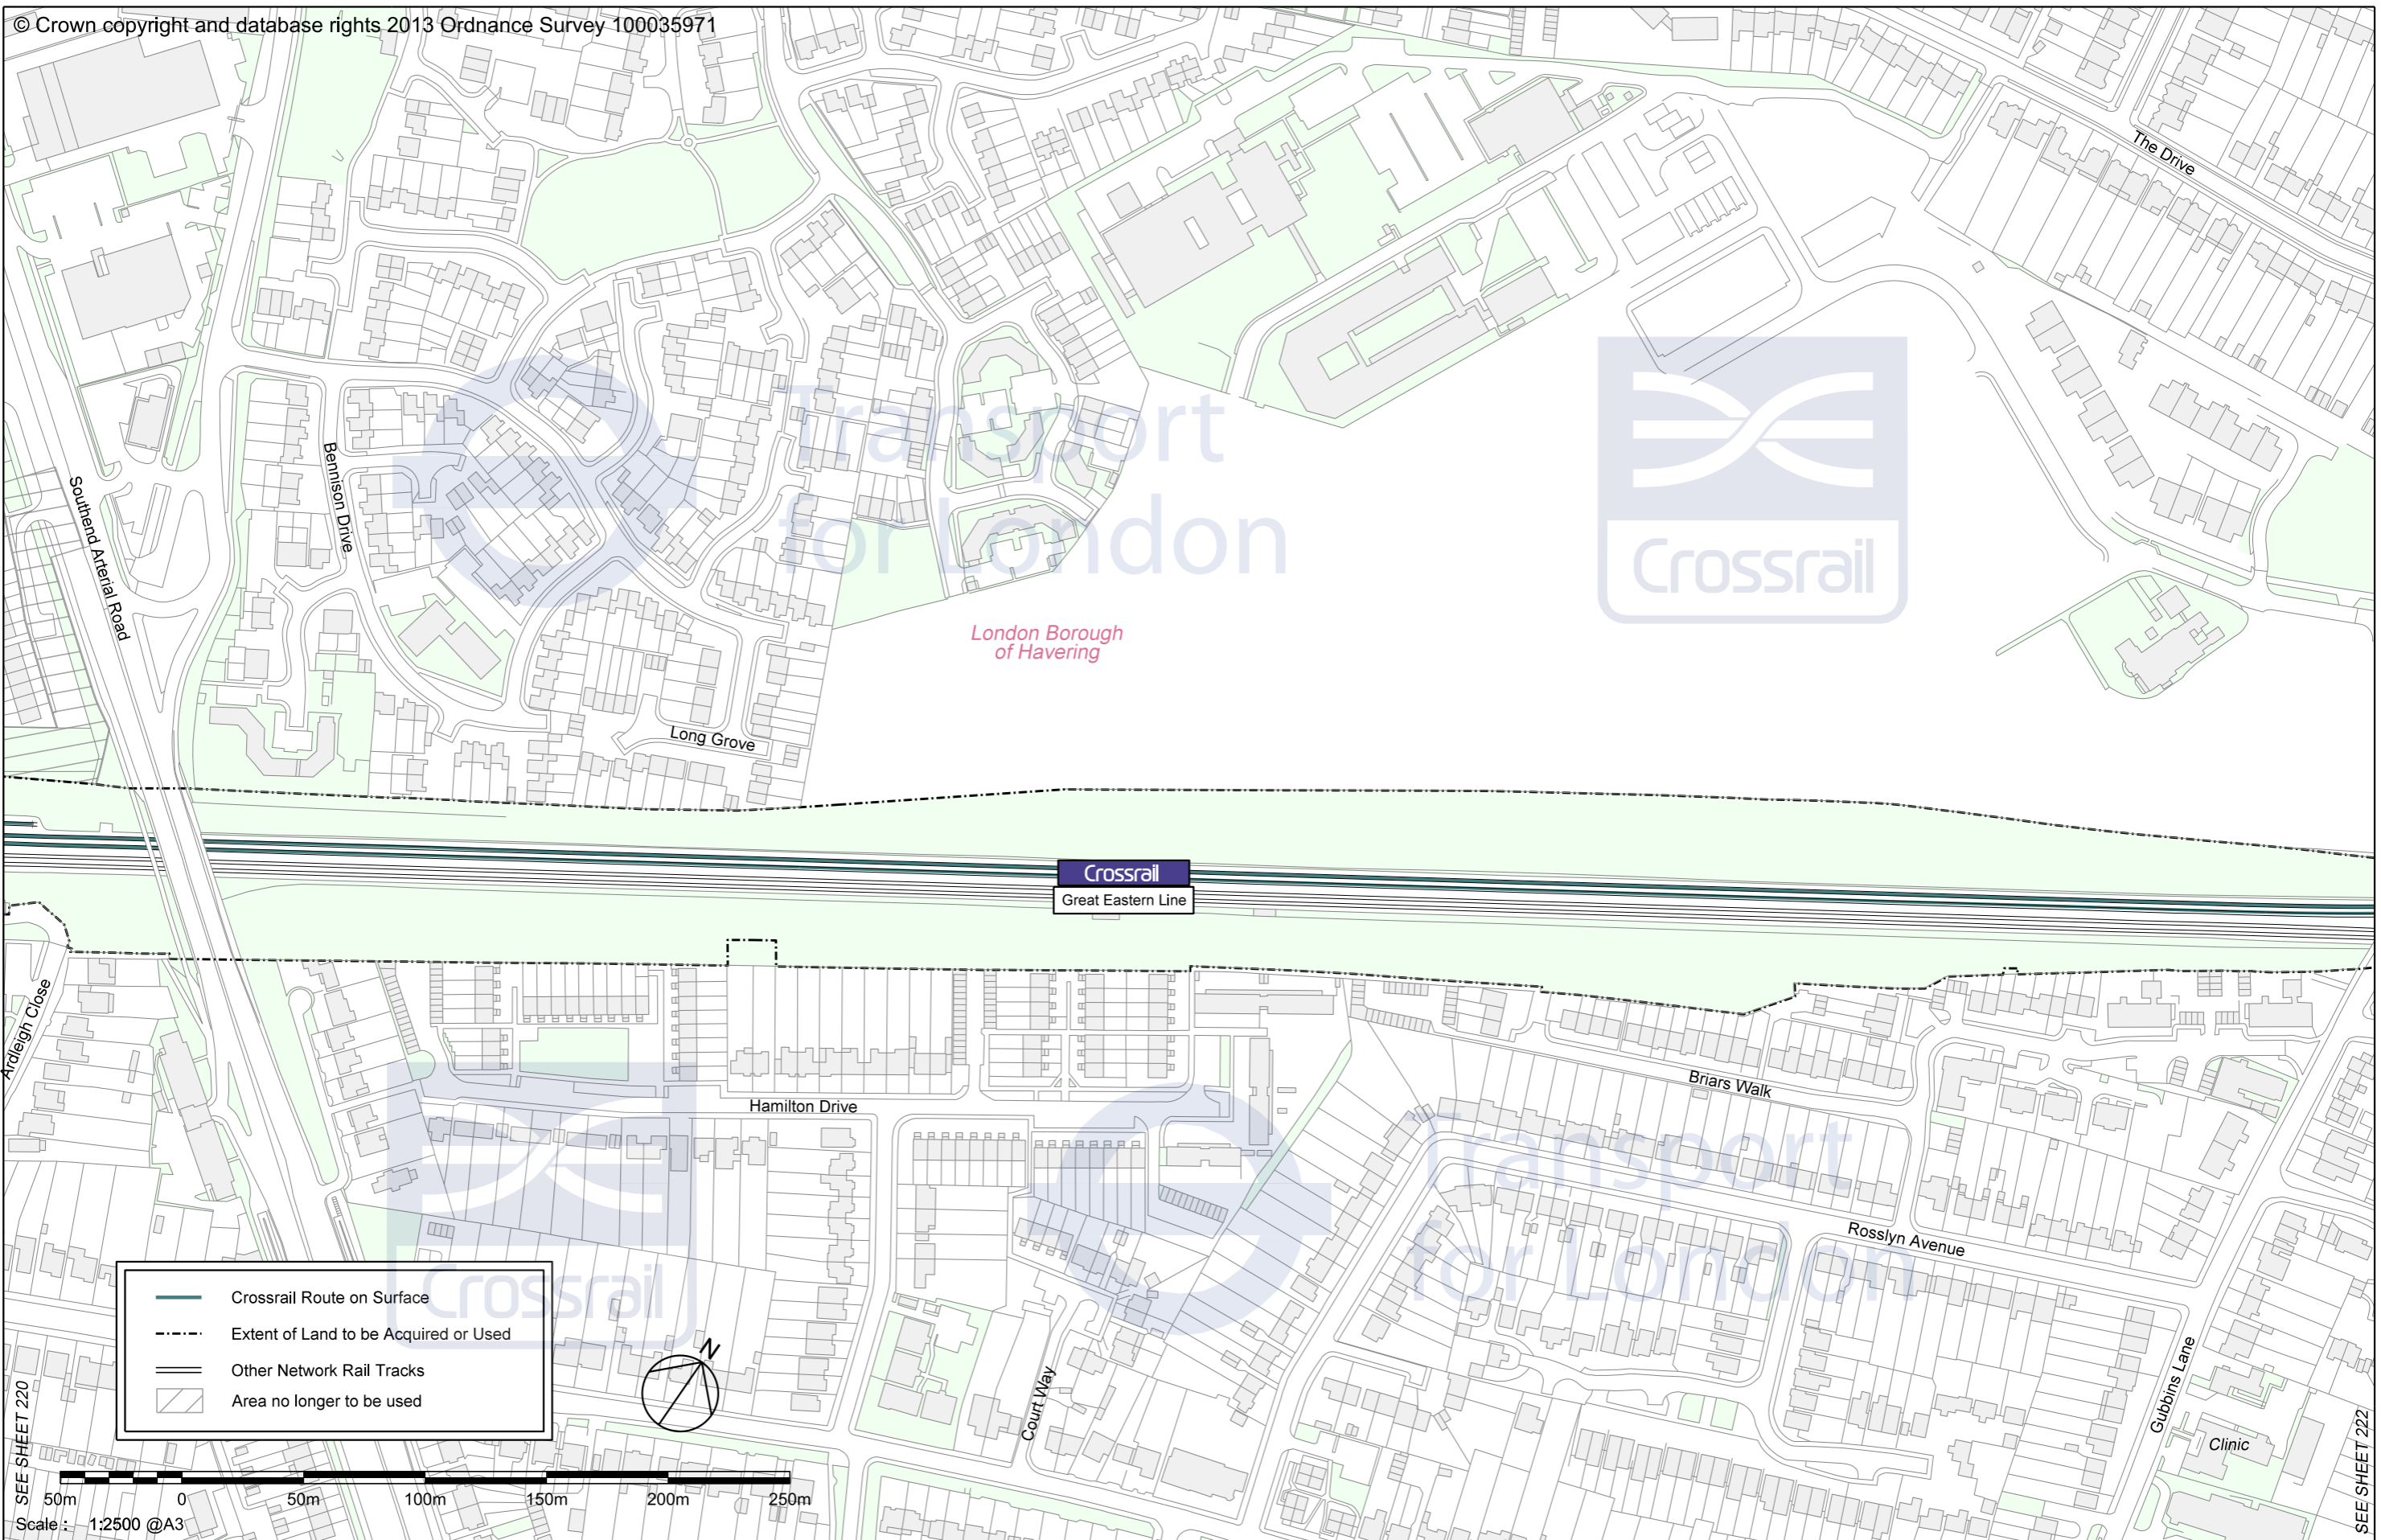 © Crown copyright and database rights 2013 Ordnance Survey 100035971
The Drive
Transport
for London
Crossrail
Southend Arterial Road
Bennison Drive
London Borough
of Havering
Long Grove
Crossrail
Great Eastern Line
Ardleigh Close
Hamilton Drive
Briars Walk
Transport
for London
Rosslyn Avenue
Crossrail
Crossrail Route on Surface
Extent of Land to be Acquired or Used
Other Network Rail Tracks
Area no longer to be used
N
Court Way
Gubbins Lane
Clinic
SEE SHEET 220
SEE SHEET 222
50m 0 50m 100m 150m 200m 250m
Scale : 1:2500 @A3